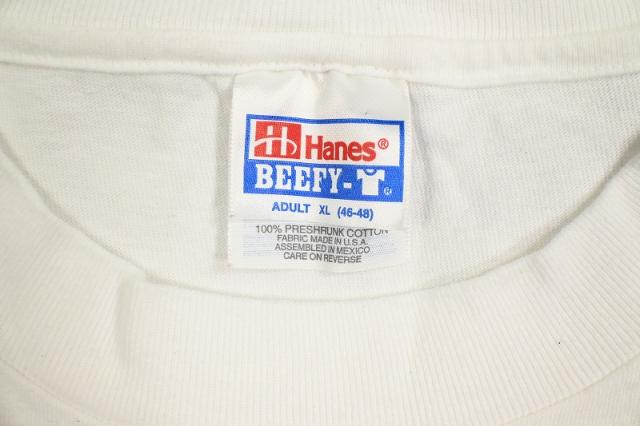 Hanes®
BEEFY-T®
ADULT XL (46-48)
100% PRESHRUNK COTTON
FABRIC MADE IN U.S.A.
ASSEMBLED IN MEXICO
CARE ON REVERSE